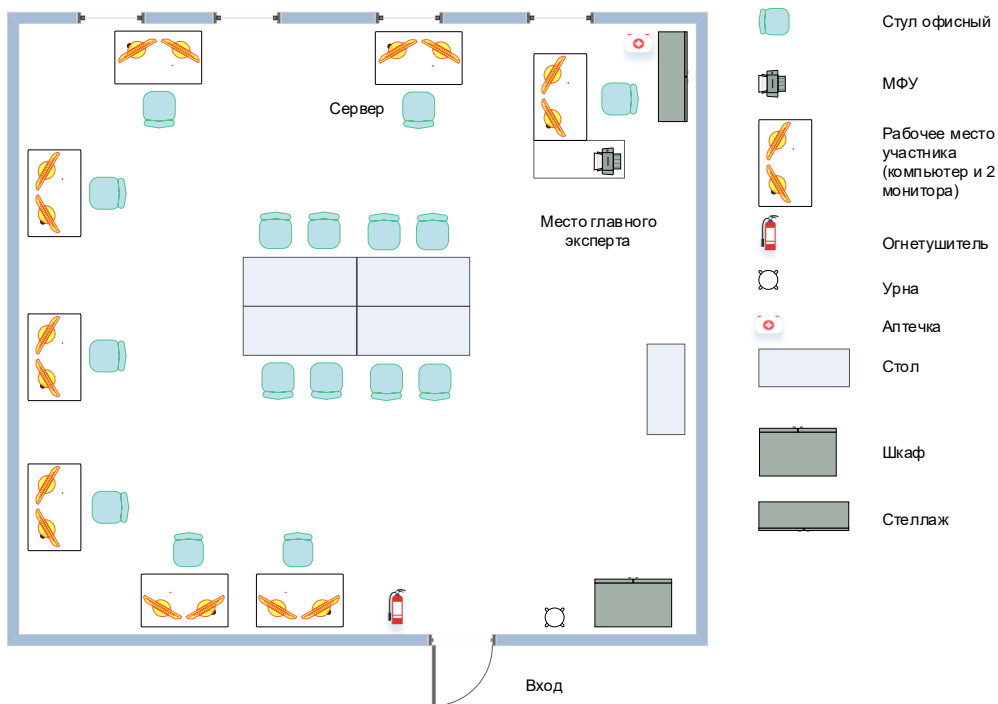 Сервер
Место главного
эксперта
Вход
Стул офисный
МФУ
Рабочее место
участника
(компьютер и 2
монитора)
Огнетушитель
Урна
Аптечка
Стол
Шкаф
Стеллаж